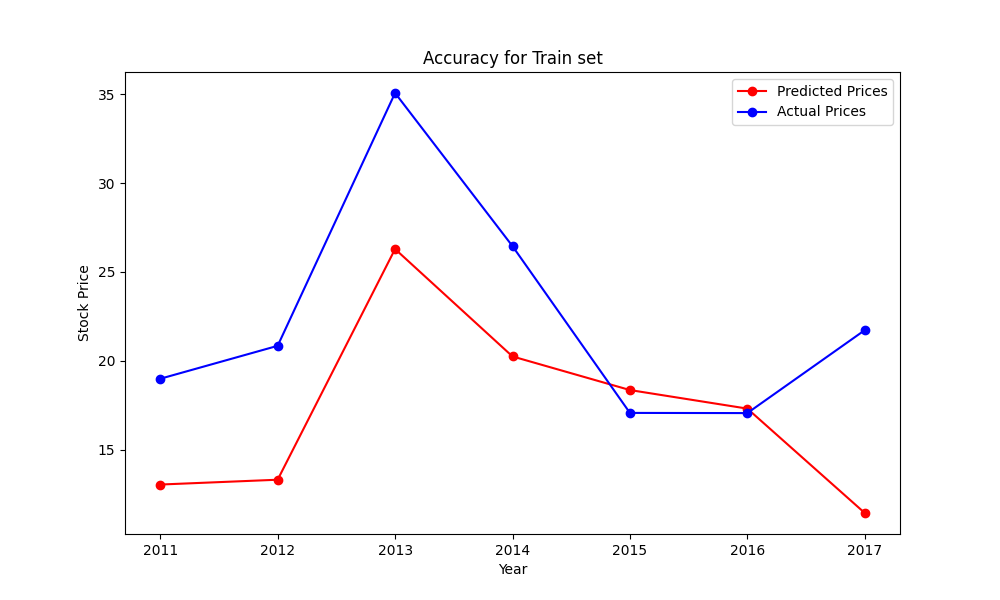 Accuracy for Train set
Predicted Prices
Actual Prices
35
30
25
20
15
Stock Price
2011 2012 2013 2014 2015 2016 2017
Year